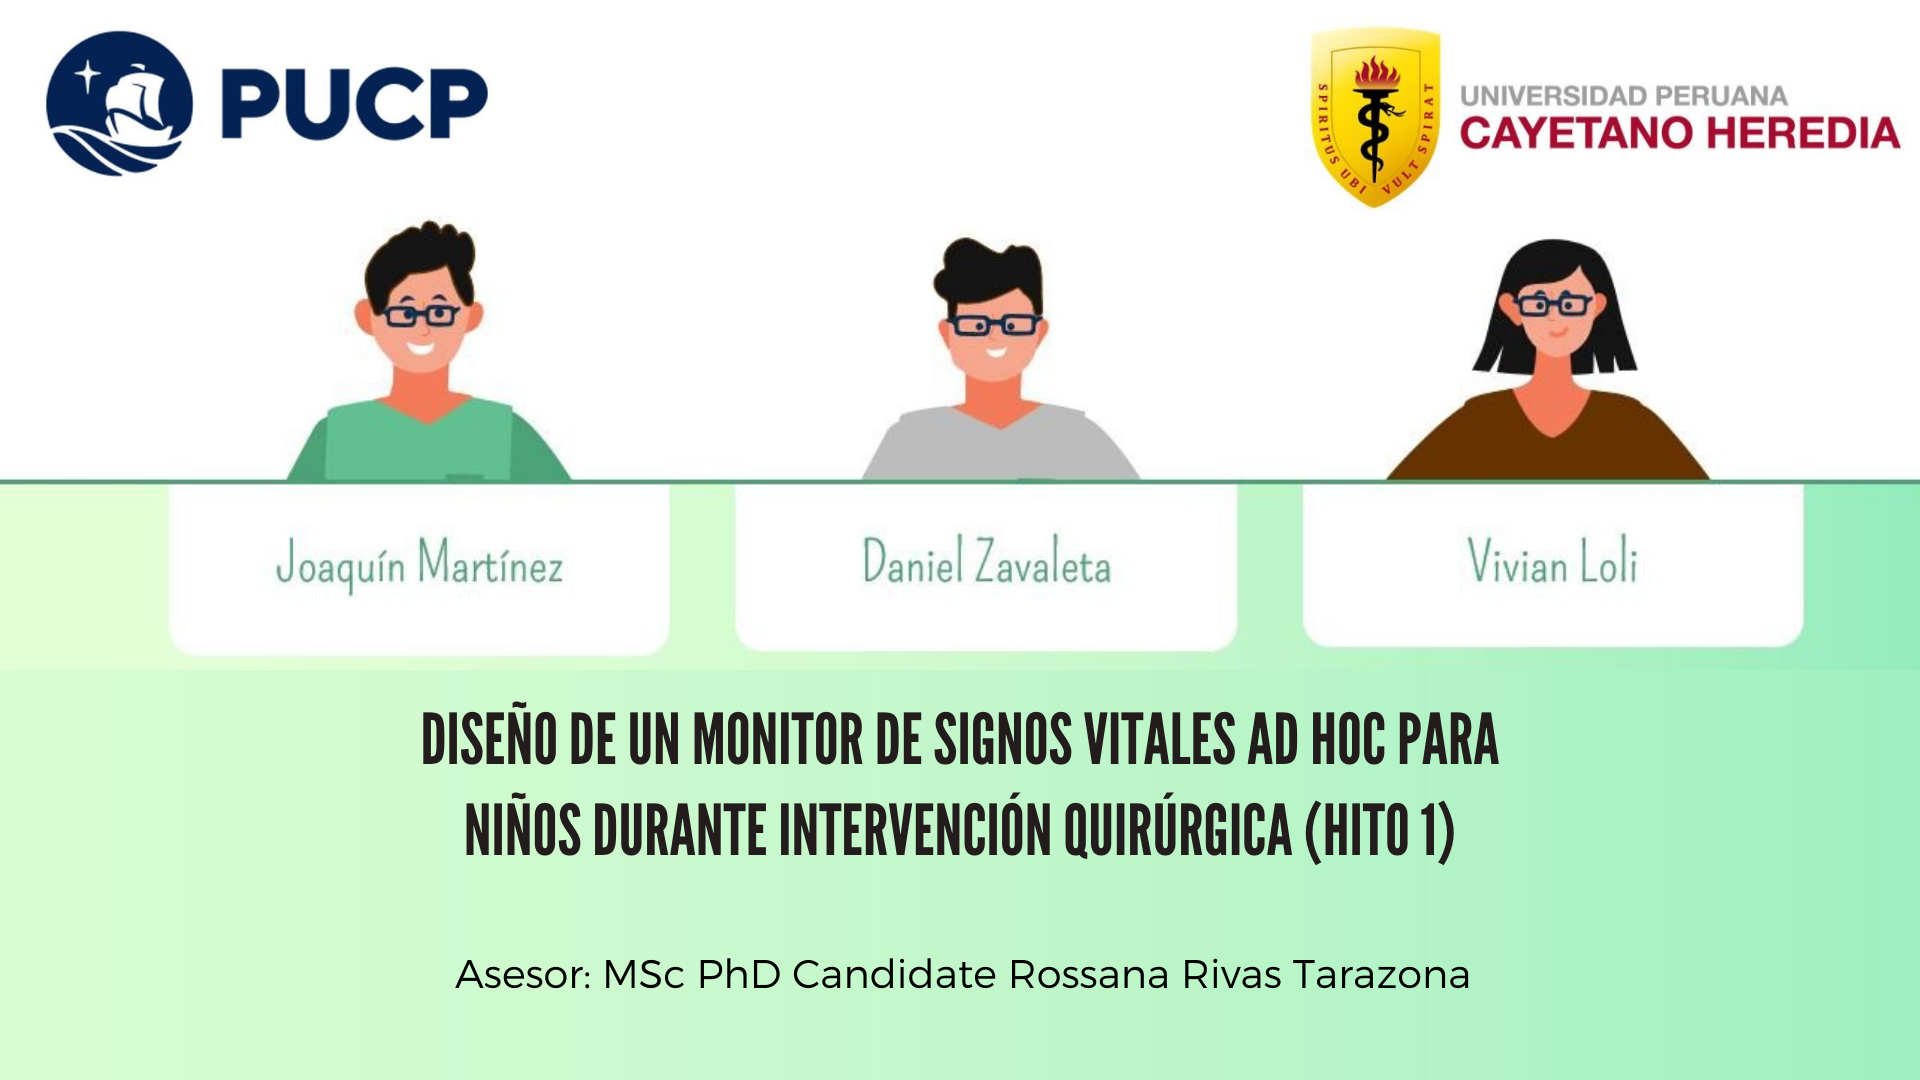 PUCP
SPIRITUS UBI VULT SPIRAT
UNIVERSIDAD PERUANA
CAYETANO HEREDIA
Joaquín Martínez
Daniel Zavaleta
Vivian Loli
DISEÑO DE UN MONITOR DE SIGNOS VITALES AD HOC PARA
NIÑOS DURANTE INTERVENCIÓN QUIRÚRGICA (HITO 1)
Asesor: MSc PhD Candidate Rossana Rivas Tarazona